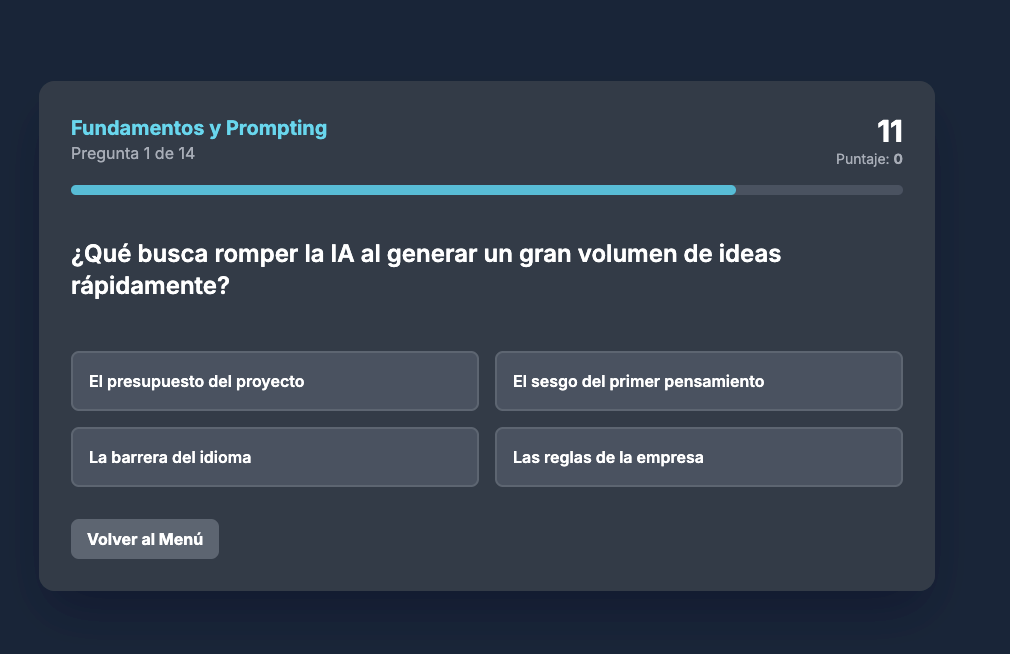 Fundamentos y Prompting
Pregunta 1 de 14
11
Puntaje: 0
¿Qué busca romper la IA al generar un gran volumen de ideas
rápidamente?
El presupuesto del proyecto
El sesgo del primer pensamiento
La barrera del idioma
Las reglas de la empresa
Volver al Menú